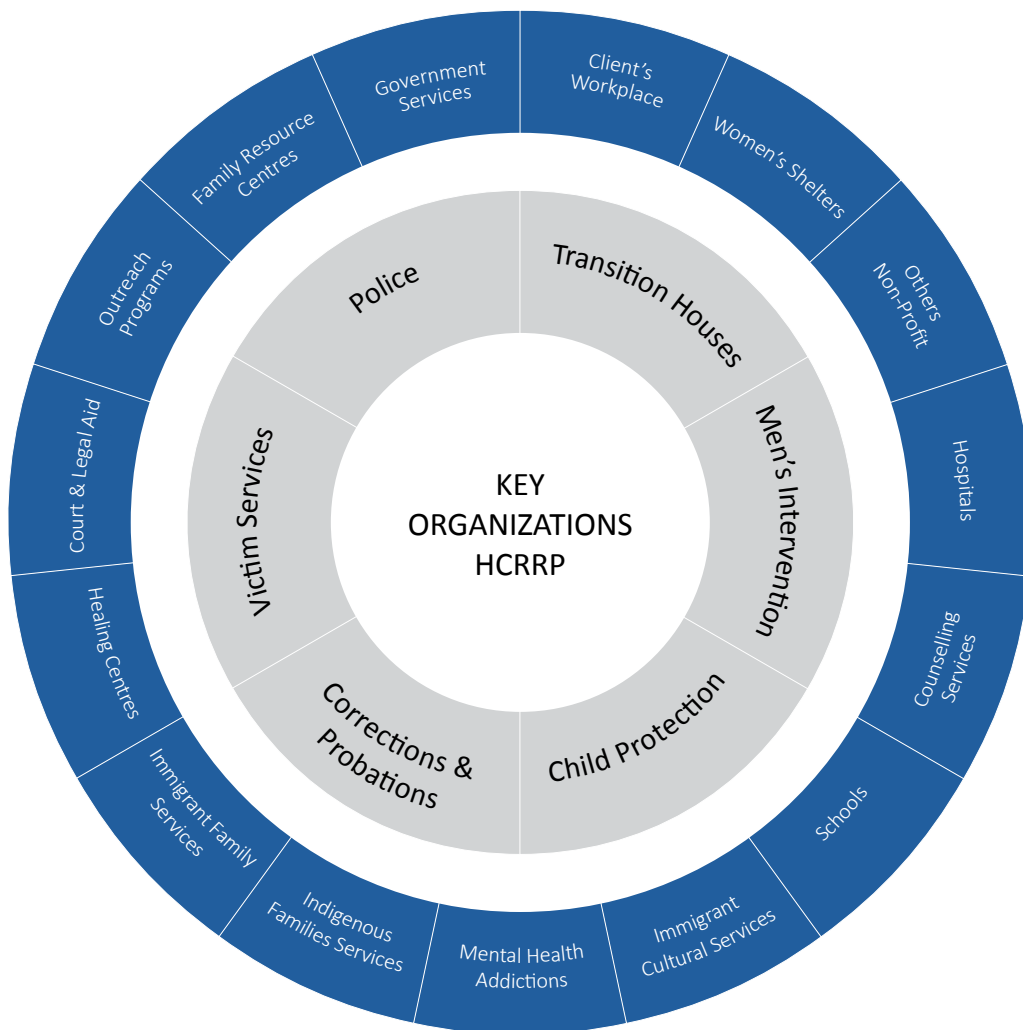 Client's
Workplace
Women's Shelters
Others
Non-Profit
Hospitals
Counselling
Services
Schools
Immigrant
Cultural Services
Mental Health
Addictions
Indigenous
Families Services
Immigrant Family
Services
Healing Centres
Court & Legal Aid
Outreach
Programs
Family Resource
Centres
Government
Services
Transition Houses
Men's Intervention
Child Protection
Corrections &
Probations
Victim Services
Police
KEY
ORGANIZATIONS
HCRRP